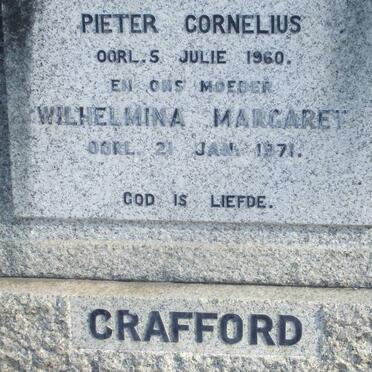 PIETER CORNELIUS
OORL. 5 JULIE 1960.
EN ONS MOEDER
WILHELMINA MARGARET
OORL. 21 JAN. 1971.
GOD IS LIEFDE.
CRAFFORD